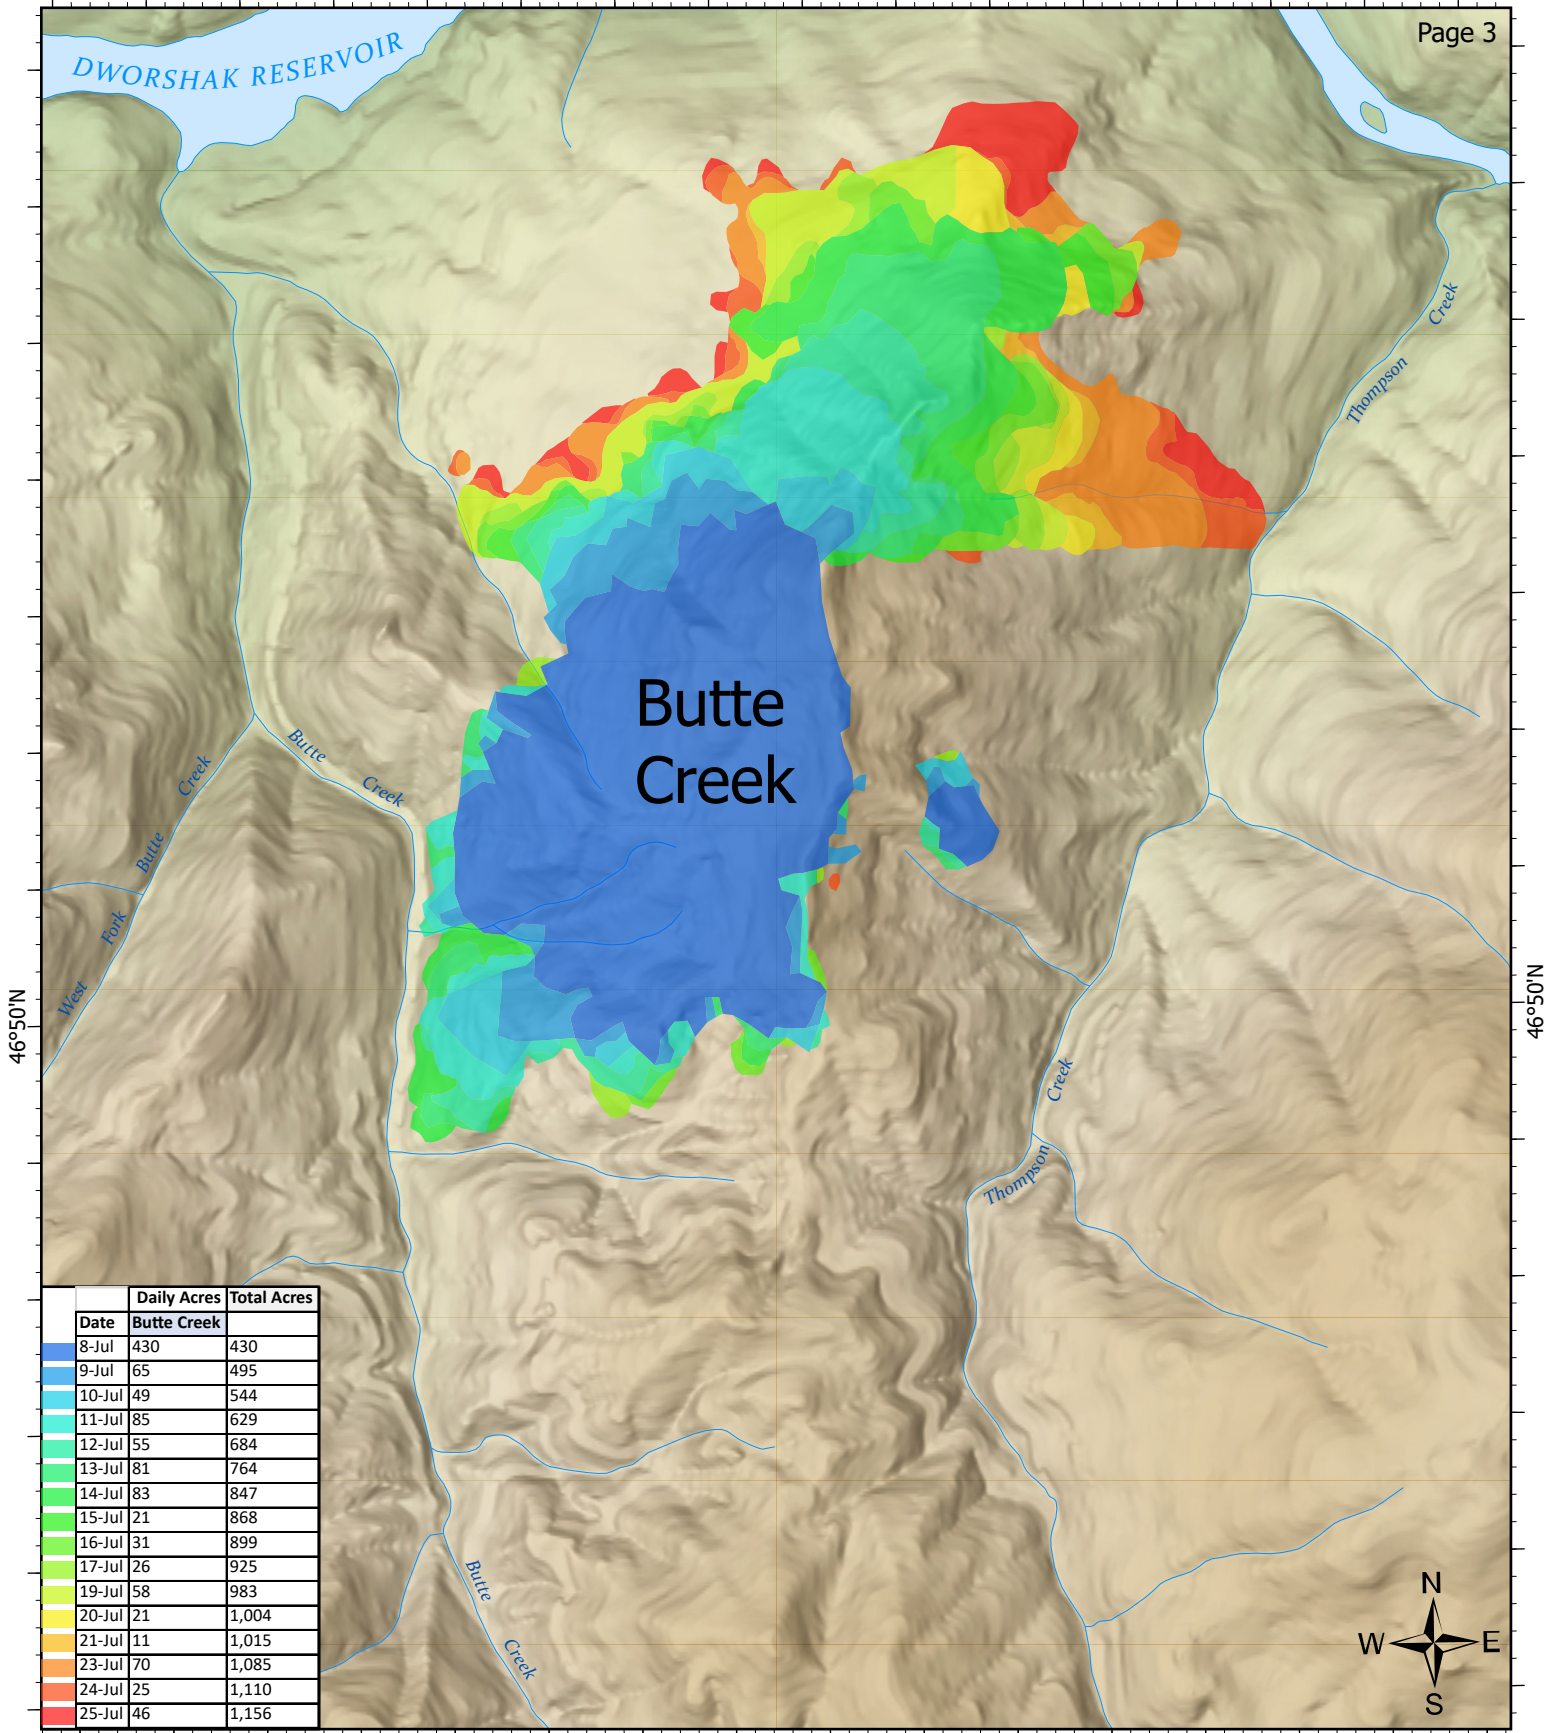 Page 3
DWORSHAK RESERVOIR
Creek
Thompson
Butte
Creek
Butte
Creek
West Fork Butte Creek
46°50'N
46°50'N
Creek
Thompson
Daily Acres Total Acres
Date Butte Creek
8-Jul 430 430
9-Jul 65 495
10-Jul 49 544
11-Jul 85 629
12-Jul 55 684
13-Jul 81 764
14-Jul 83 847
15-Jul 21 868
16-Jul 31 899
17-Jul 26 925
19-Jul 58 983
20-Jul 21 1,004
21-Jul 11 1,015
23-Jul 70 1,085
24-Jul 25 1,110
25-Jul 46 1,156
Butte
Creek
N
W E
S